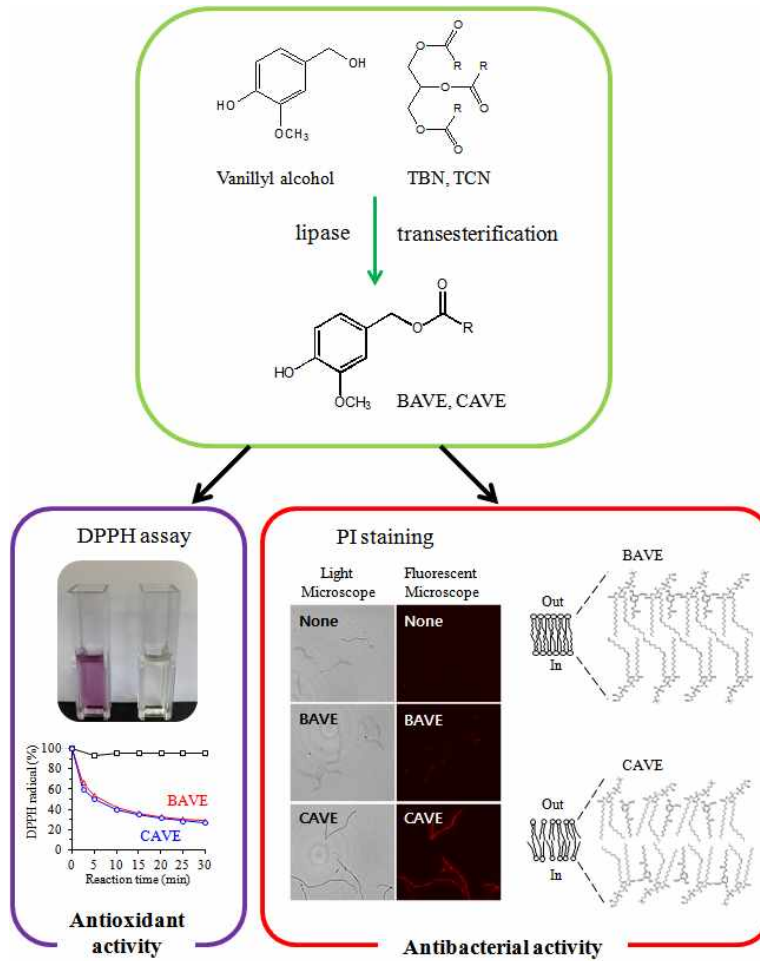 O
O
R
R
OH
O
O
O
HO
O
R
OCH3
O
Vanillyl alcohol
TBN, TCN
lipase
transesterification
O
O
R
HO
OCH3
BAVE, CAVE
DPPH assay
DPPH radical (%)
100
80
60
40
20
0
BAVE
CAVE
0 5 10 15 20 25 30
Reaction time (min)
Antioxidant
activity
PI staining
Light
Microscope
Fluorescent
Microscope
None
None
BAVE
BAVE
CAVE
CAVE
BAVE
Out
In
CAVE
Out
In
Antibacterial activity